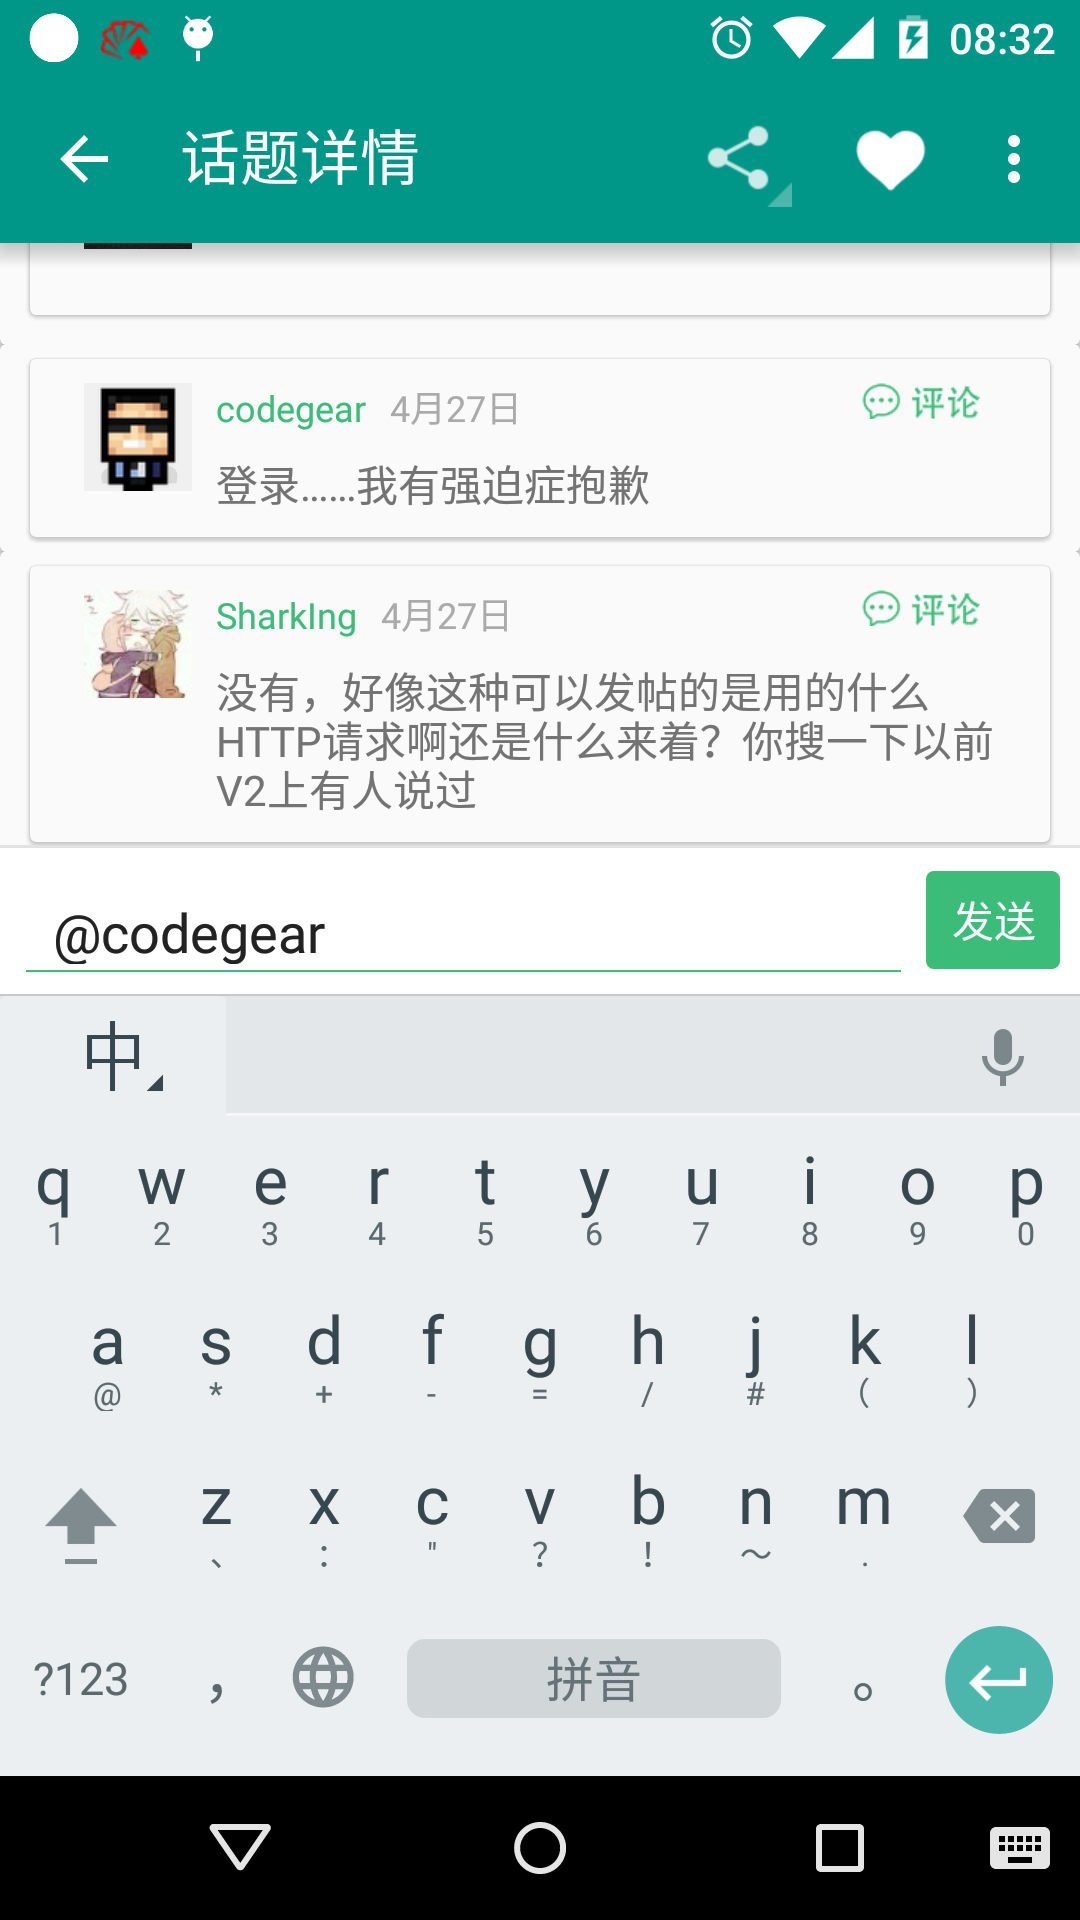 08:32
话题详情
codegear 4月27日 评论
登录……我有强迫症抱歉
SharkIng 4月27日 评论
没有，好像这种可以发帖的是用的什么
HTTP请求啊还是什么来着？你搜一下以前
V2上有人说过
@codegear 发送
中
q w e r t y u i o p
1 2 3 4 5 6 7 8 9 0
a s d f g h j k l
@ * + - = / # （ ）
z x c v b n m
、 : " ? ! ～ .
?123 ， 拼音 。